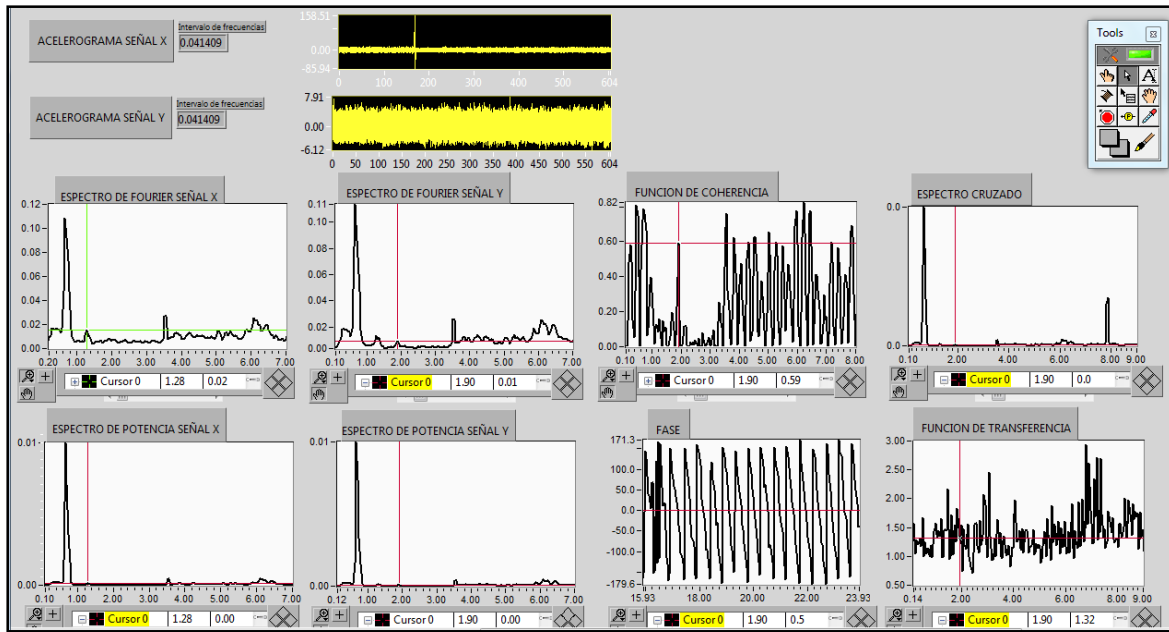 ACELEROGRAMA SEÑAL X
Intervalo de frecuencias
0.041409
158.51
0.00
-85.94
0 100 200 300 400 500 604
Tools
ACELEROGRAMA SEÑAL Y
Intervalo de frecuencias
0.041409
7.91
0.00
-6.12
0 50 100 150 200 250 300 350 400 450 500 550 604
ESPECTRO DE FOURIER SEÑAL X
0.12
0.10
0.08
0.06
0.04
0.02
0.00
0.20 1.00 2.00 3.00 4.00 5.00 6.00 7.00
Cursor 0 1.28 0.02
ESPECTRO DE FOURIER SEÑAL Y
0.11
0.08
0.06
0.04
0.02
0.00
0.10 1.00 2.00 3.00 4.00 5.00 6.00 7.00
Cursor 0 1.90 0.01
FUNCION DE COHERENCIA
0.82
0.60
0.40
0.20
0.00
0.10 1.00 2.00 3.00 4.00 5.00 6.00 7.00 8.00
Cursor 0 1.90 0.59
ESPECTRO CRUZADO
0.0
0.0
0.10 2.00 4.00 6.00 8.00 9.00
Cursor 0 1.90 0.0
ESPECTRO DE POTENCIA SEÑAL X
0.01
0.00
0.10 1.00 2.00 3.00 4.00 5.00 6.00 7.00
Cursor 0 1.28 0.00
ESPECTRO DE POTENCIA SEÑAL Y
0.01
0.00
0.12 1.00 2.00 3.00 4.00 5.00 6.00 7.00
Cursor 0 1.90 0.00
FASE
171.3
100.0
50.0
0.0
-50.0
-100.0
-179.6
15.93 18.00 20.00 22.00 23.93
Cursor 0 1.90 0.5
FUNCION DE TRANSFERENCIA
3.00
2.50
2.00
1.50
1.00
0.50
0.14 2.00 4.00 6.00 8.00 9.00
Cursor 0 1.90 1.32